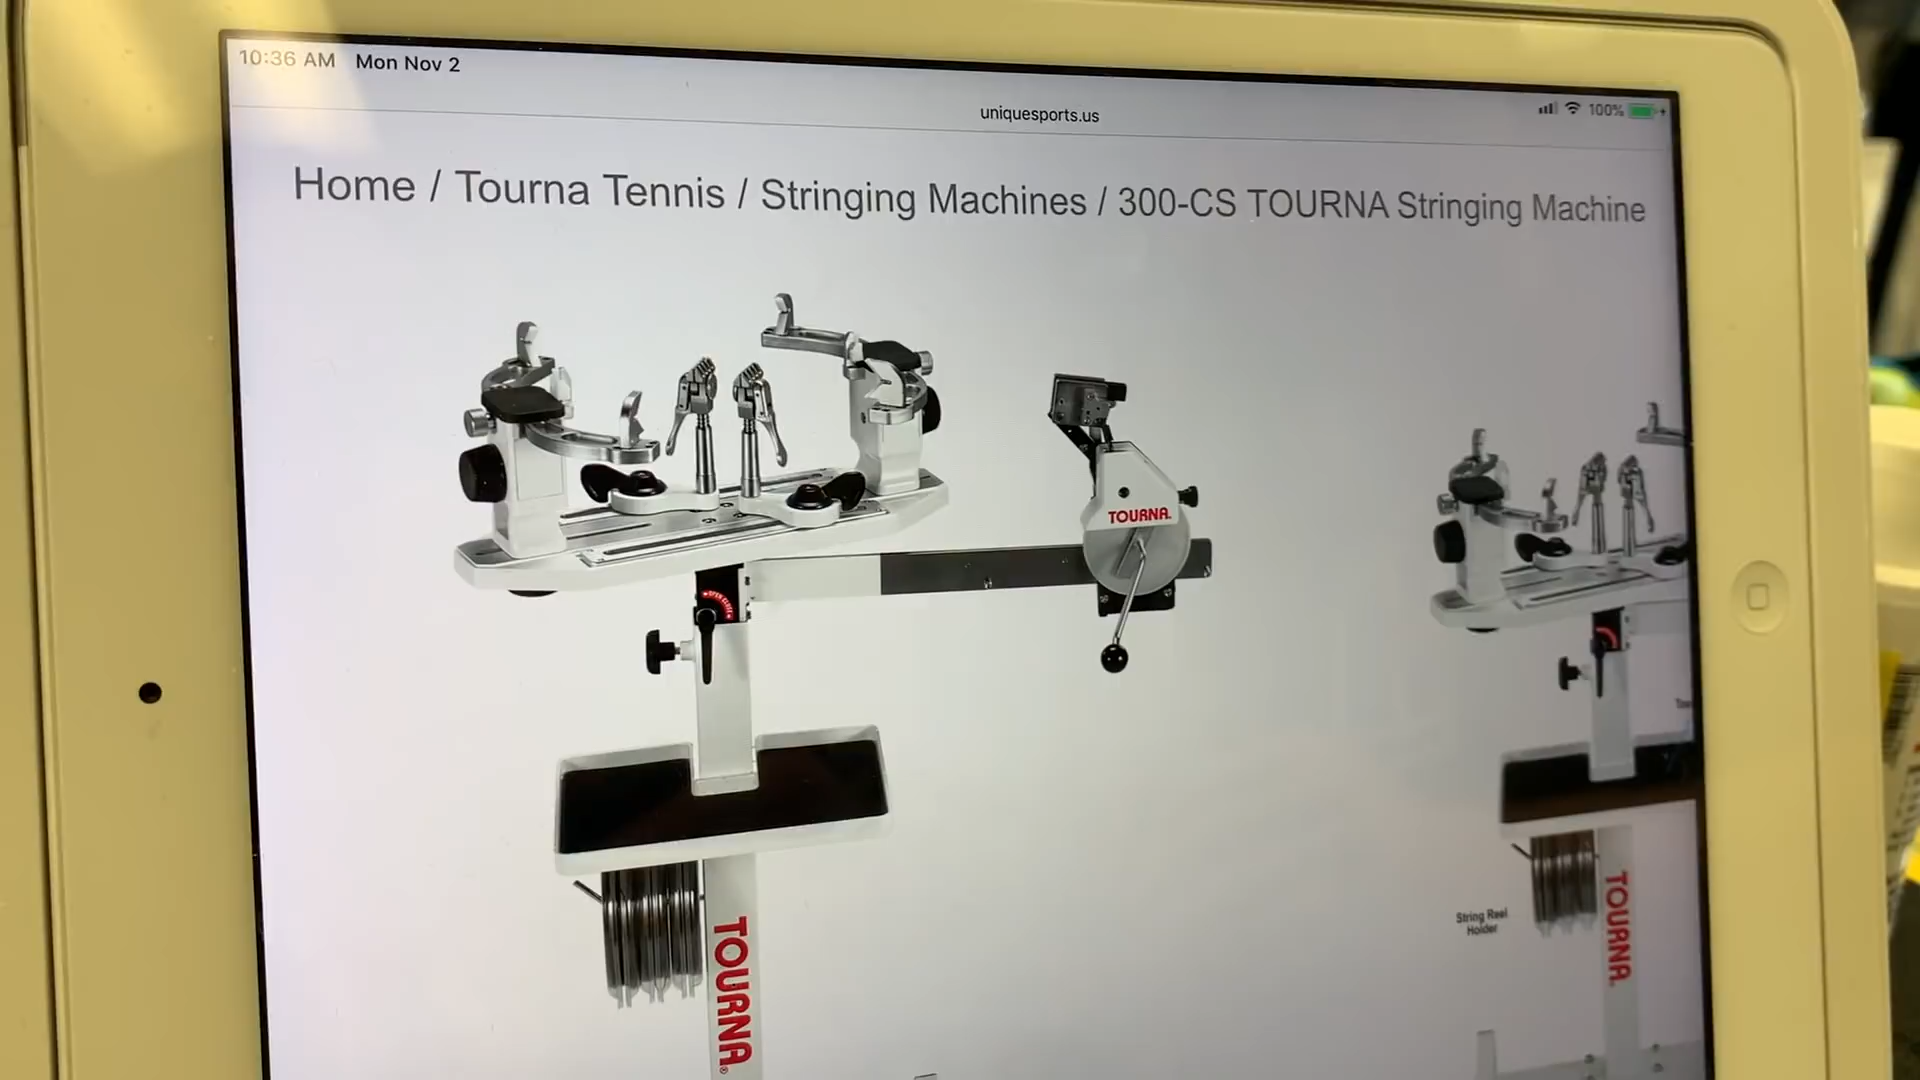 10:36 AM Mon Nov 2
uniquesports.us
100%
Home / Tourna Tennis / Stringing Machines / 300-CS TOURNA Stringing Machine
TOURNA
TOURNA
String Reel
Holder
TOURNA